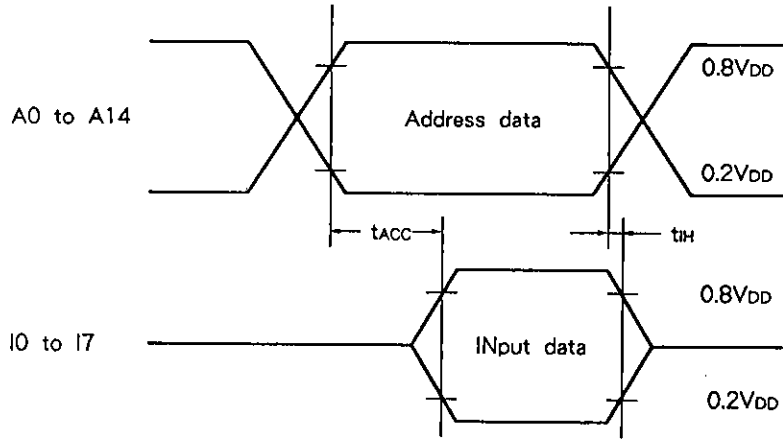 0.8VDD
A0 to A14
Address data
0.2VDD
tACC
tIH
0.8VDD
I0 to I7
INput data
0.2VDD